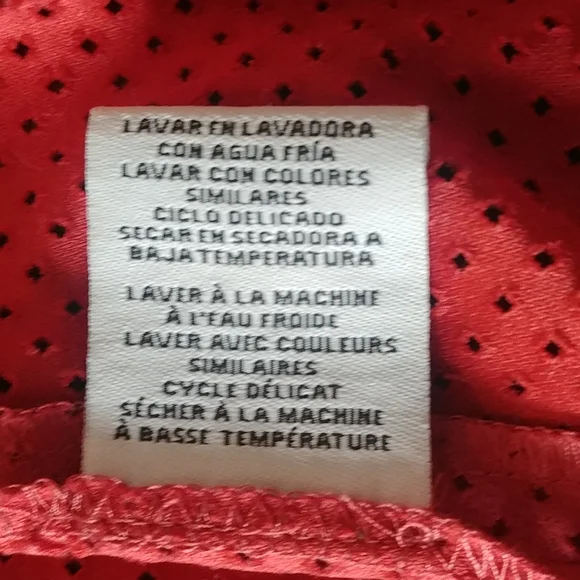 LAVAR EN LAVADORA
CON AGUA FRÍA
LAVAR CON COLORES
SIMILARES
CICLO DELICADO
SECAR EN SECADORA A
BAJA TEMPERATURA
LAVER À LA MACHINE
À L'EAU FROIDE
LAVER AVEC COULEURS
SIMILAIRES
CYCLE DÉLICAT
SÉCHER À LA MACHINE
À BASSE TEMPÉRATURE